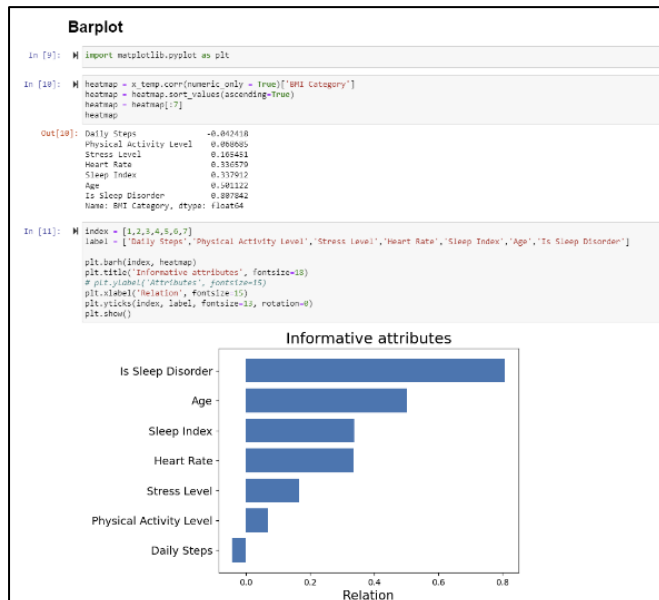 Barplot
In [9]: import matplotlib.pyplot as plt
In [10]: heatmap = x_temp.corr(numeric_only = True)['BMI Category']
heatmap = heatmap.sort_values(ascending=True)
heatmap = heatmap[:7]
heatmap
Out[10]: Daily Steps -0.042418
Physical Activity Level 0.068685
Stress Level 0.165431
Heart Rate 0.336579
Sleep Index 0.337912
Age 0.501122
Is Sleep Disorder 0.807842
Name: BMI Category, dtype: float64
In [11]: index = [1,2,3,4,5,6,7]
label = ['Daily Steps','Physical Activity Level','Stress Level','Heart Rate','Sleep Index','Age','Is Sleep Disorder']
plt.barh(index, heatmap)
plt.title('Informative attributes', fontsize=18)
# plt.ylabel('Attributes', fontsize=15)
plt.xlabel('Relation', fontsize=15)
plt.yticks(index, label, fontsize=13, rotation=0)
plt.show()
Informative attributes
Is Sleep Disorder
Age
Sleep Index
Heart Rate
Stress Level
Physical Activity Level
Daily Steps
0.0 0.2 0.4 0.6 0.8
Relation